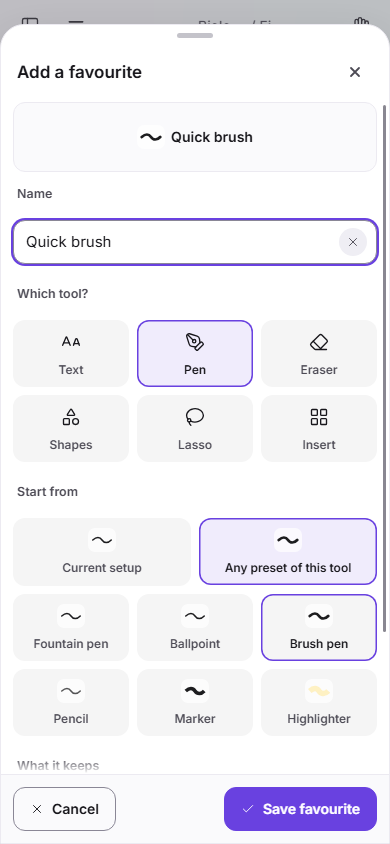 Add a favourite
Quick brush
Name
Quick brush
Which tool?
Text
Pen
Eraser
Shapes
Lasso
Insert
Start from
Current setup
Any preset of this tool
Fountain pen
Ballpoint
Brush pen
Pencil
Marker
Highlighter
What it keeps
Cancel
Save favourite